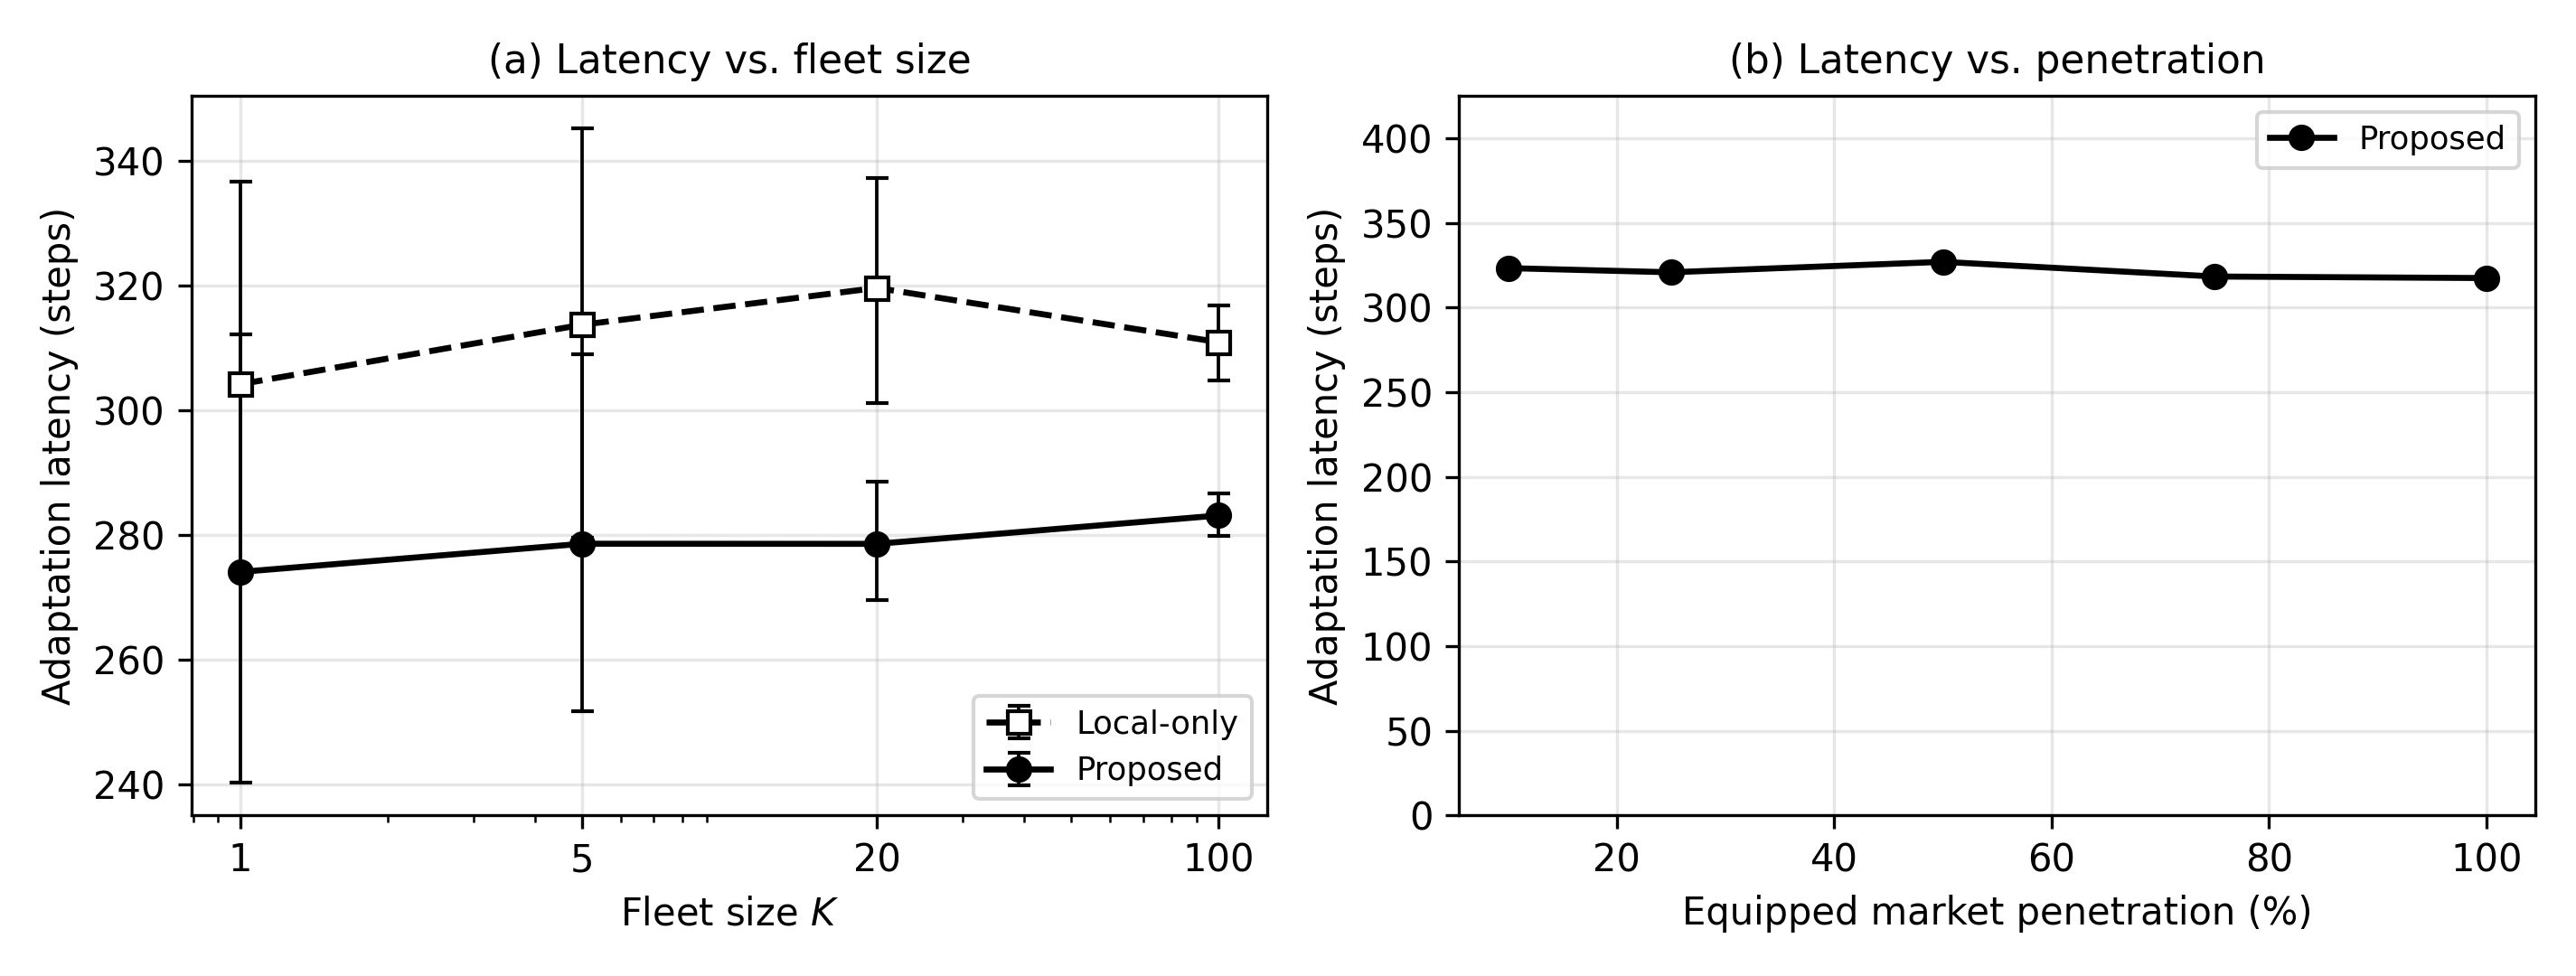 (a) Latency vs. fleet size
Adaptation latency (steps)
340
320
300
280
260
240
1
5
20
100
Fleet size K
Local-only
Proposed
(b) Latency vs. penetration
Adaptation latency (steps)
400
350
300
250
200
150
100
50
0
20
40
60
80
100
Equipped market penetration (%)
Proposed